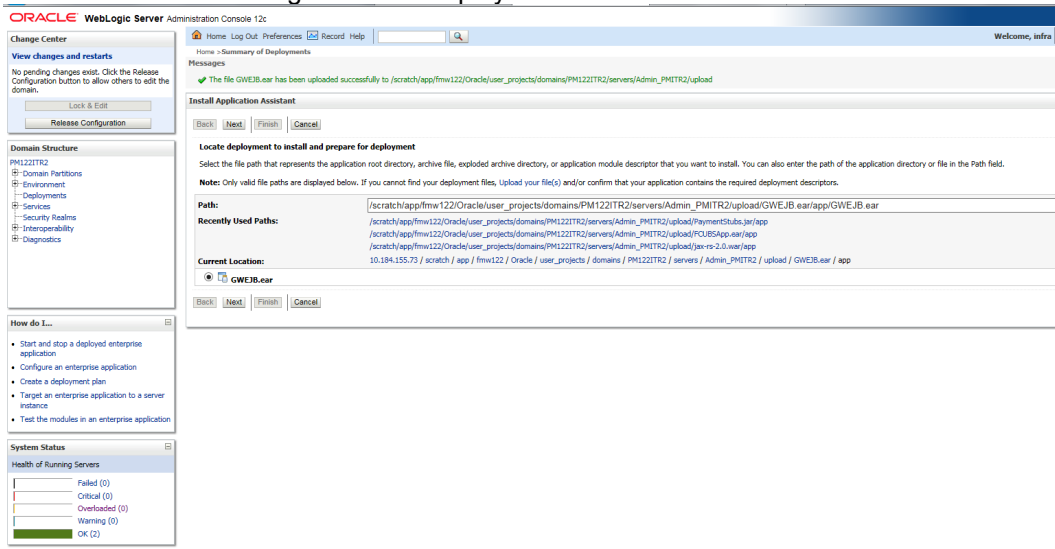 ORACLE WebLogic Server Administration Console 12c
Change Center
View changes and restarts
No pending changes exist. Click the Release
Configuration button to allow others to edit the
domain.
Lock & Edit
Release Configuration
Domain Structure
PM122ITR2
Domain Partitions
Environment
Deployments
Services
Security Realms
Interoperability
Diagnostics
How do I...
Start and stop a deployed enterprise
application
Configure an enterprise application
Create a deployment plan
Target an enterprise application to a server
instance
Test the modules in an enterprise application
System Status
Health of Running Servers
Failed (0)
Critical (0)
Overloaded (0)
Warning (0)
OK (2)
Home Log Out Preferences Record Help
Welcome, infra
Home >Summary of Deployments
Messages
The file GWEJB.ear has been uploaded successfully to /scratch/app/fmw122/Oracle/user_projects/domains/PM122ITR2/servers/Admin_PMITR2/upload
Install Application Assistant
Back Next Finish Cancel
Locate deployment to install and prepare for deployment
Select the file path that represents the application root directory, archive file, exploded archive directory, or application module descriptor that you want to install. You can also enter the path of the application directory or file in the Path field.
Note: Only valid file paths are displayed below. If you cannot find your deployment files, Upload your file(s) and/or confirm that your application contains the required deployment descriptors.
Path: /scratch/app/fmw122/Oracle/user_projects/domains/PM122ITR2/servers/Admin_PMITR2/upload/GWEJB.ear/app/GWEJB.ear
Recently Used Paths: /scratch/app/fmw122/Oracle/user_projects/domains/PM122ITR2/servers/Admin_PMITR2/upload/PaymentStubs.jar/app
/scratch/app/fmw122/Oracle/user_projects/domains/PM122ITR2/servers/Admin_PMITR2/upload/FCUBSApp.ear/app
/scratch/app/fmw122/Oracle/user_projects/domains/PM122ITR2/servers/Admin_PMITR2/upload/jax-rs-2.0.war/app
Current Location: 10.184.155.73 / scratch / app / fmw122 / Oracle / user_projects / domains / PM122ITR2 / servers / Admin_PMITR2 / upload / GWEJB.ear / app
GWEJB.ear
Back Next Finish Cancel